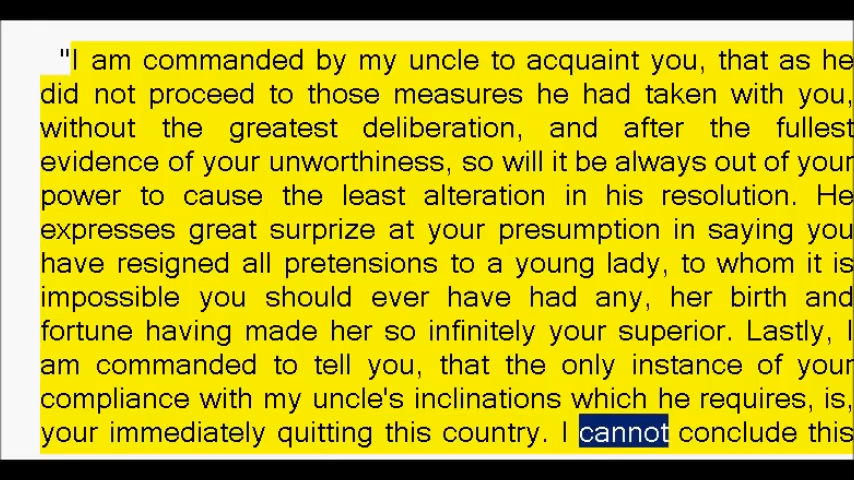 "I am commanded by my uncle to acquaint you, that as he
did not proceed to those measures he had taken with you,
without the greatest deliberation, and after the fullest
evidence of your unworthiness, so will it be always out of your
power to cause the least alteration in his resolution. He
expresses great surprize at your presumption in saying you
have resigned all pretensions to a young lady, to whom it is
impossible you should ever have had any, her birth and
fortune having made her so infinitely your superior. Lastly, I
am commanded to tell you, that the only instance of your
compliance with my uncle's inclinations which he requires, is,
your immediately quitting this country. I cannot conclude this